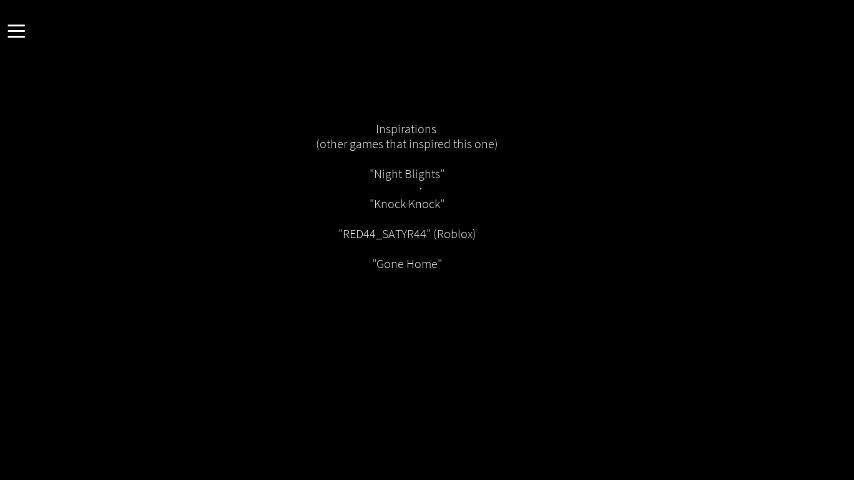 Inspirations
(other games that inspired this one)
"Night Blights"
"Knock Knock"
"RED44_SATYR44" (Roblox)
"Gone Home"